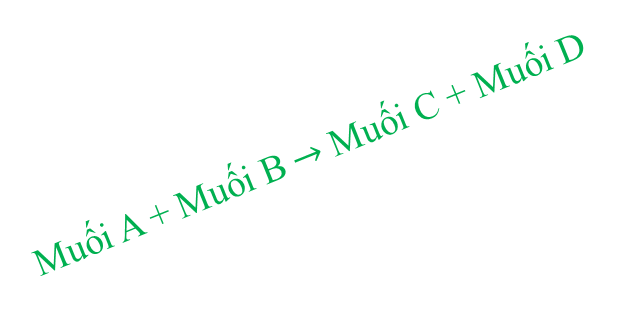 Muối A + Muối B → Muối C + Muối D